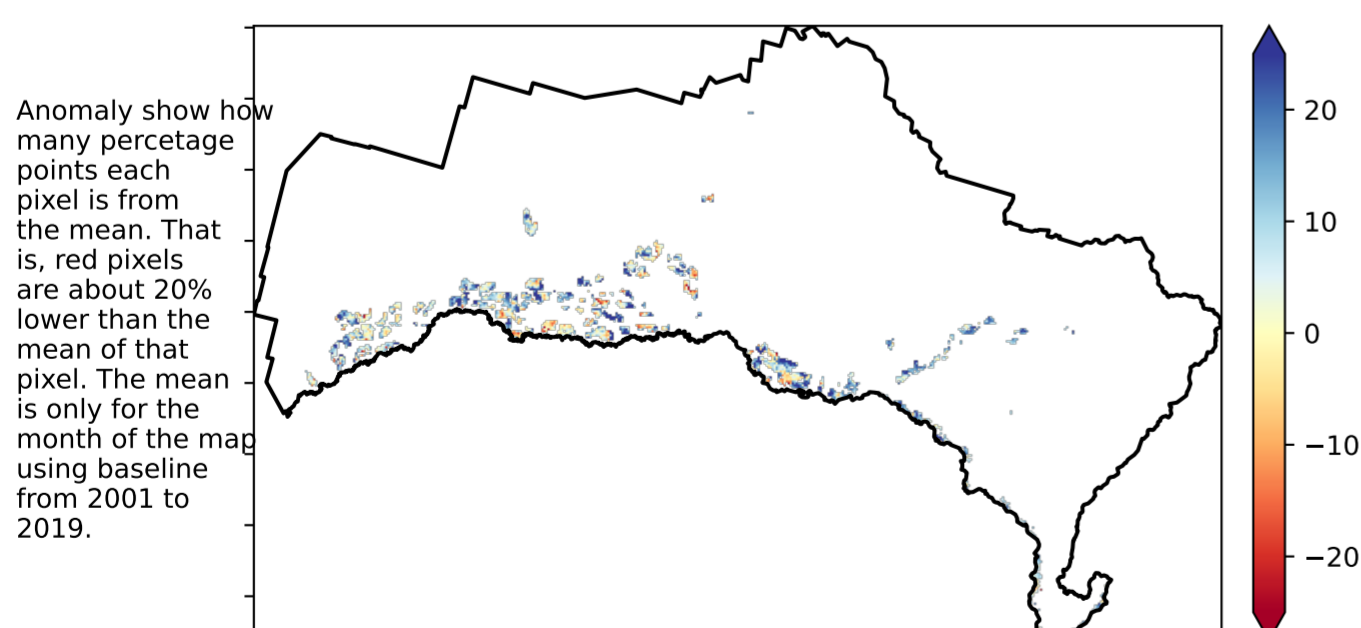 Anomaly show how
many percetage
points each
pixel is from
the mean. That
is, red pixels
are about 20%
lower than the
mean of that
pixel. The mean
is only for the
month of the map
using baseline
from 2001 to
2019.
20
10
0
−10
−20